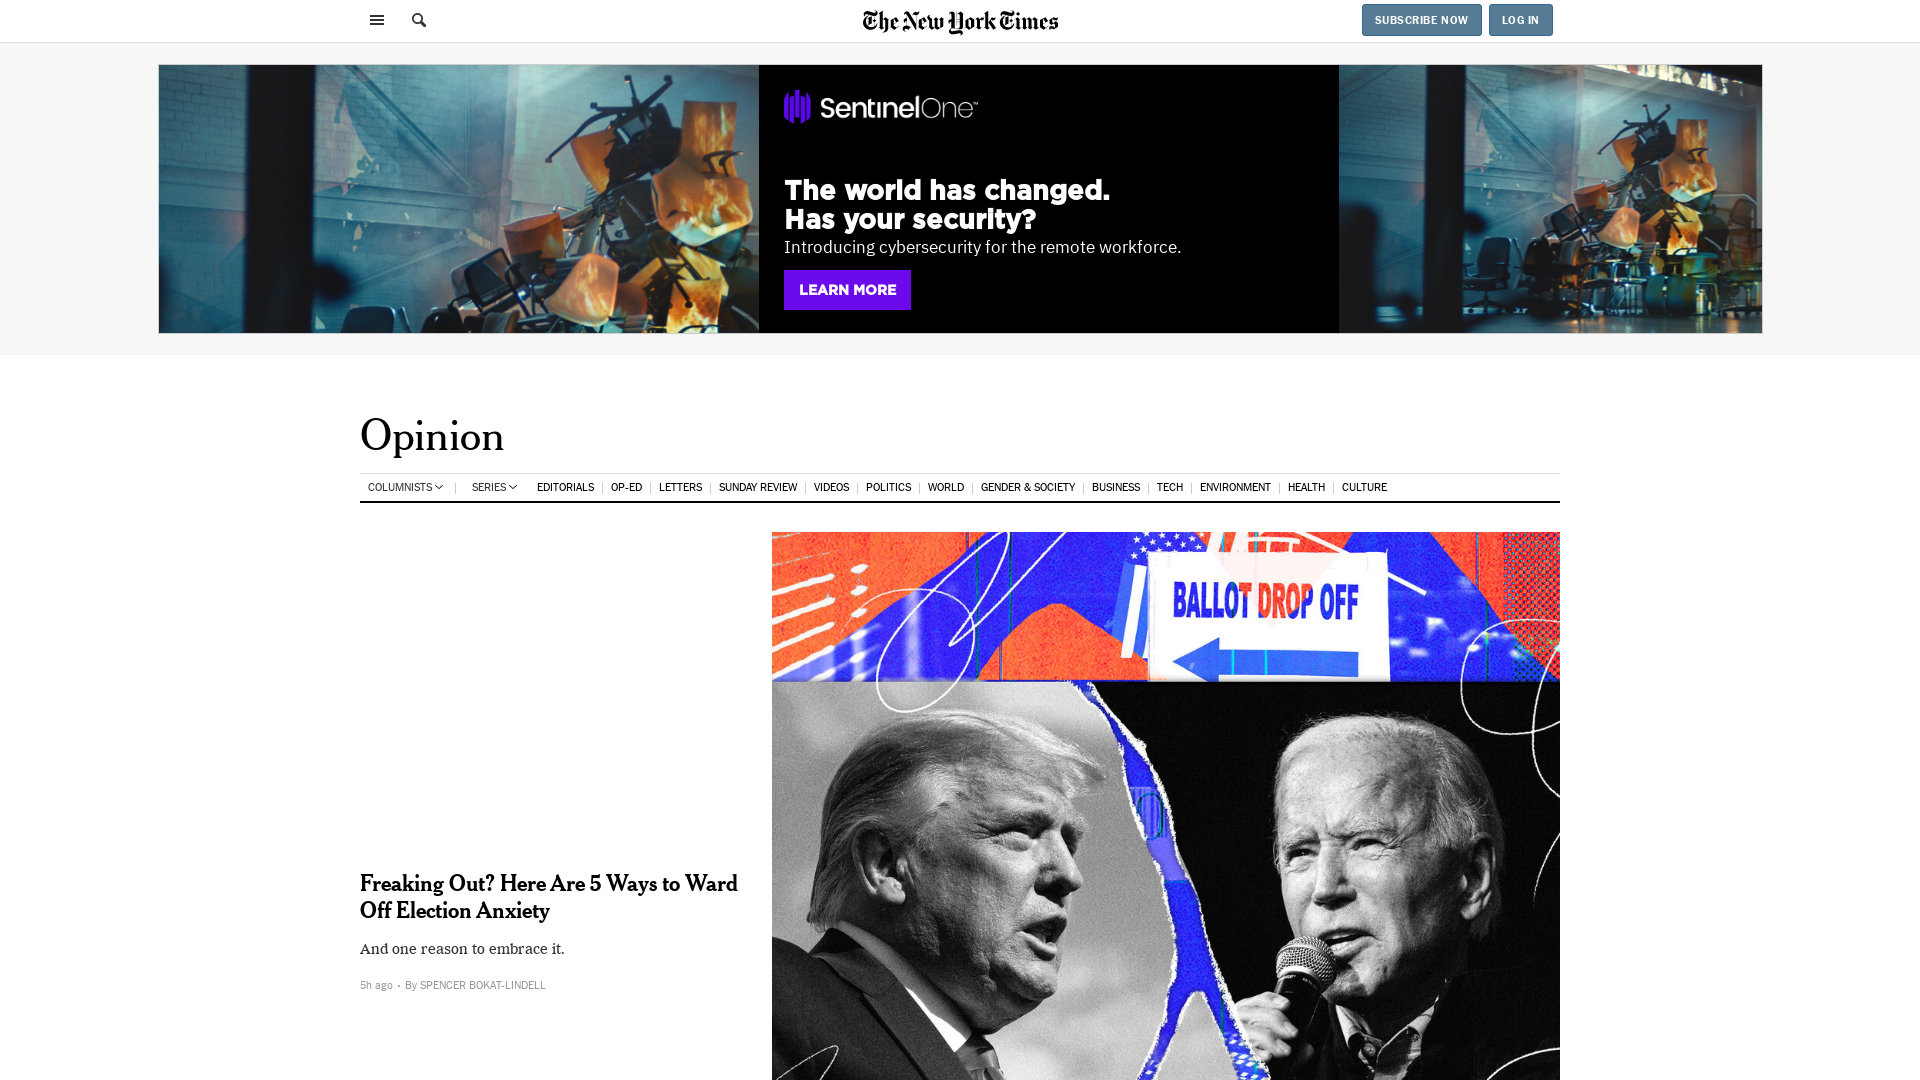 The New York Times
SUBSCRIBE NOW
LOG IN
SentinelOne™
The world has changed.
Has your security?
Introducing cybersecurity for the remote workforce.
LEARN MORE
Opinion
COLUMNISTS SERIES EDITORIALS OP-ED LETTERS SUNDAY REVIEW VIDEOS POLITICS WORLD GENDER & SOCIETY BUSINESS TECH ENVIRONMENT HEALTH CULTURE
BALLOT DROP OFF
Freaking Out? Here Are 5 Ways to Ward
Off Election Anxiety
And one reason to embrace it.
5h ago • By SPENCER BOKAT-LINDELL